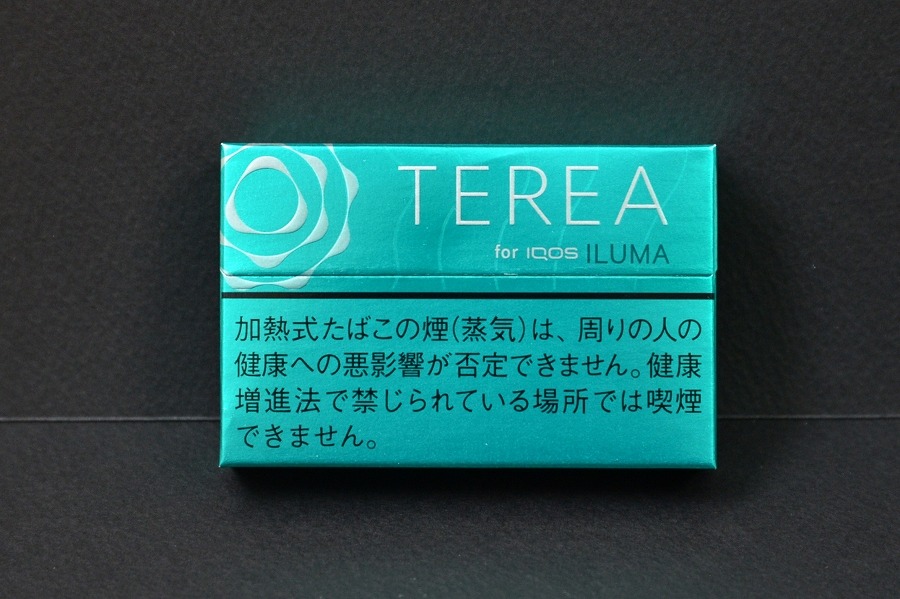 TEREA
for IQOS ILUMA
加熱式たばこの煙(蒸気)は、周りの人の
健康への悪影響が否定できません。健康
増進法で禁じられている場所では喫煙
できません。